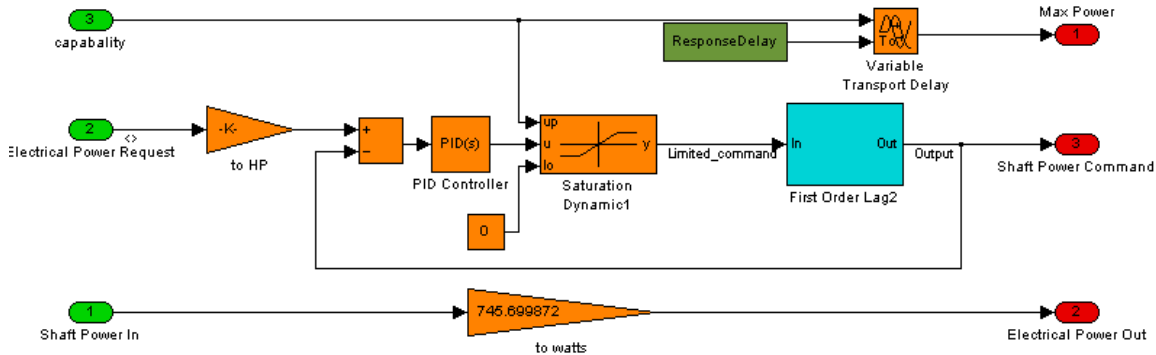 3
capabality
ResponseDelay
To
Variable
Transport Delay
Max Power
1
2
<>
Electrical Power Request
-K-
to HP
+
−
PID(s)
PID Controller
0
up
u
lo
y
Saturation
Dynamic1
Limited_command
In
Out
First Order Lag2
Output
3
Shaft Power Command
1
Shaft Power In
745.699872
to watts
2
Electrical Power Out